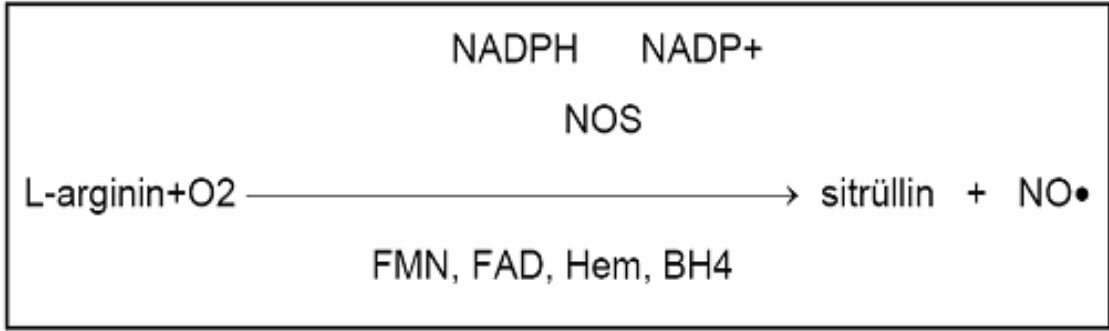 NADPH NADP+
NOS
L-arginin+O2 → sitrüllin + NO•
FMN, FAD, Hem, BH4